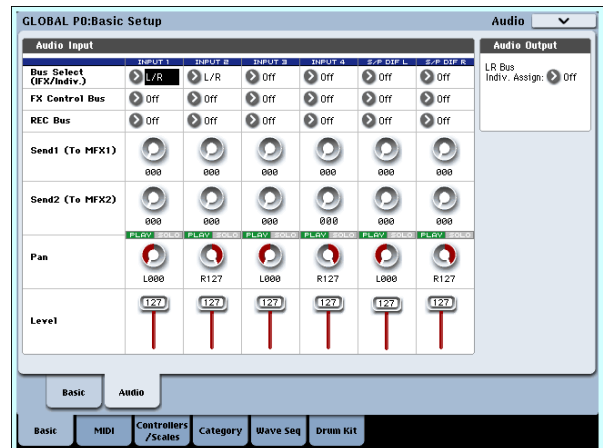 GLOBAL P0:Basic Setup Audio
Audio Input Audio Output
INPUT 1 INPUT 2 INPUT 3 INPUT 4 S/P DIF L S/P DIF R
Bus Select (IFX/Indiv.) L/R L/R Off Off Off Off
LR Bus
Indiv. Assign: Off
FX Control Bus Off Off Off Off Off Off
REC Bus Off Off Off Off Off Off
Send1 (To MFX1)
000 000 000 000 000 000
Send2 (To MFX2)
000 000 000 000 000 000
PLAY SOLO PLAY SOLO PLAY SOLO PLAY SOLO PLAY SOLO PLAY SOLO
Pan
L000 R127 L000 R127 L000 R127
127 127 127 127 127 127
Level
Basic Audio
Basic MIDI Controllers /Scales Category Wave Seq Drum Kit